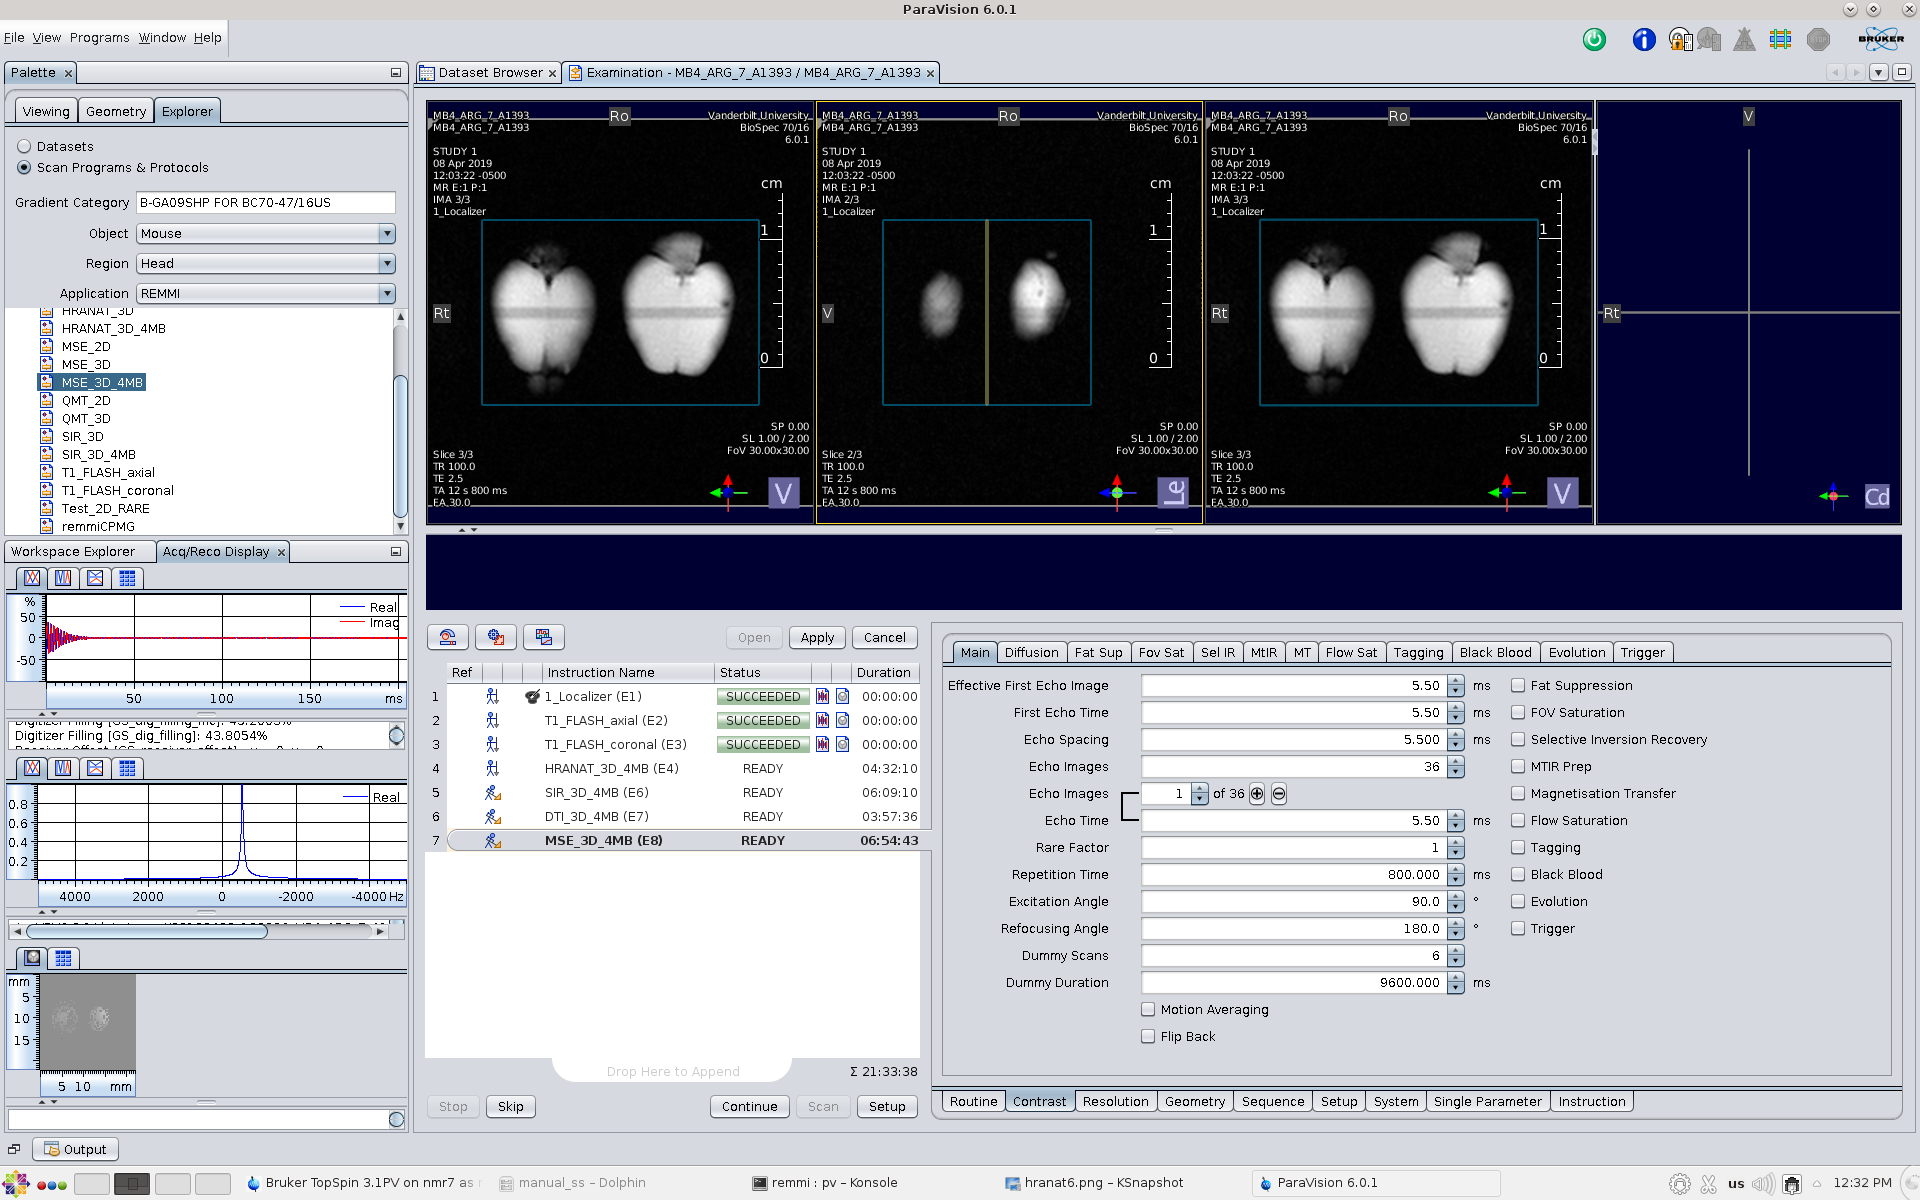 ParaVision 6.0.1
File View Programs Window Help
BRUKER
Palette
Viewing Geometry Explorer
Datasets
Scan Programs & Protocols
Gradient Category B-GA09SHP FOR BC70-47/16US
Object Mouse
Region Head
Application REMMI
HRANAT_3D
HRANAT_3D_4MB
MSE_2D
MSE_3D
MSE_3D_4MB
QMT_2D
QMT_3D
SIR_3D
SIR_3D_4MB
T1_FLASH_axial
T1_FLASH_coronal
Test_2D_RARE
remmiCPMG
Workspace Explorer Acq/Reco Display
%
50
0
-50
Real
Imag
50 100 150 ms
Digitizer Filling [GS_dig_filling]: 43.8054%
0.8
0.6
0.4
0.2
Real
4000 2000 0 -2000 -4000 Hz
mm
5
10
15
5 10 mm
Output
Dataset Browser Examination - MB4_ARG_7_A1393 / MB4_ARG_7_A1393
MB4_ARG_7_A1393
MB4_ARG_7_A1393
Ro
Vanderbilt_University
BioSpec 70/16
6.0.1
STUDY 1
08 Apr 2019
12:03:22 -0500
MR E:1 P:1
IMA 3/3
1_Localizer
cm
1
0
Rt
SP 0.00
SL 1.00 / 2.00
FoV 30.00x30.00
Slice 3/3
TR 100.0
TE 2.5
TA 12 s 800 ms
FA 30.0
V
MB4_ARG_7_A1393
MB4_ARG_7_A1393
Ro
Vanderbilt_University
BioSpec 70/16
6.0.1
STUDY 1
08 Apr 2019
12:03:22 -0500
MR E:1 P:1
IMA 2/3
1_Localizer
cm
1
0
V
SP 0.00
SL 1.00 / 2.00
FoV 30.00x30.00
Slice 2/3
TR 100.0
TE 2.5
TA 12 s 800 ms
FA 30.0
Le
MB4_ARG_7_A1393
MB4_ARG_7_A1393
Ro
Vanderbilt_University
BioSpec 70/16
6.0.1
STUDY 1
08 Apr 2019
12:03:22 -0500
MR E:1 P:1
IMA 3/3
1_Localizer
cm
1
0
Rt
SP 0.00
SL 1.00 / 2.00
FoV 30.00x30.00
Slice 3/3
TR 100.0
TE 2.5
TA 12 s 800 ms
FA 30.0
V
V
Rt
Cd
Open Apply Cancel
Ref Instruction Name Status Duration
1 1_Localizer (E1) SUCCEEDED 00:00:00
2 T1_FLASH_axial (E2) SUCCEEDED 00:00:00
3 T1_FLASH_coronal (E3) SUCCEEDED 00:00:00
4 HRANAT_3D_4MB (E4) READY 04:32:10
5 SIR_3D_4MB (E6) READY 06:09:10
6 DTI_3D_4MB (E7) READY 03:57:36
7 MSE_3D_4MB (E8) READY 06:54:43
Drop Here to Append
Σ 21:33:38
Stop Skip Continue Scan Setup
Main Diffusion Fat Sup Fov Sat Sel IR MtIR MT Flow Sat Tagging Black Blood Evolution Trigger
Effective First Echo Image 5.50 ms Fat Suppression
First Echo Time 5.50 ms FOV Saturation
Echo Spacing 5.500 ms Selective Inversion Recovery
Echo Images 36 MTIR Prep
Echo Images 1 of 36 Magnetisation Transfer
Echo Time 5.50 ms Flow Saturation
Rare Factor 1 Tagging
Repetition Time 800.000 ms Black Blood
Excitation Angle 90.0 ° Evolution
Refocusing Angle 180.0 ° Trigger
Dummy Scans 6
Dummy Duration 9600.000 ms
Motion Averaging
Flip Back
Routine Contrast Resolution Geometry Sequence Setup System Single Parameter Instruction
Bruker TopSpin 3.1PV on nmr7 as manual_ss – Dolphin remmi : pv – Konsole hranat6.png – KSnapshot ParaVision 6.0.1 us 12:32 PM